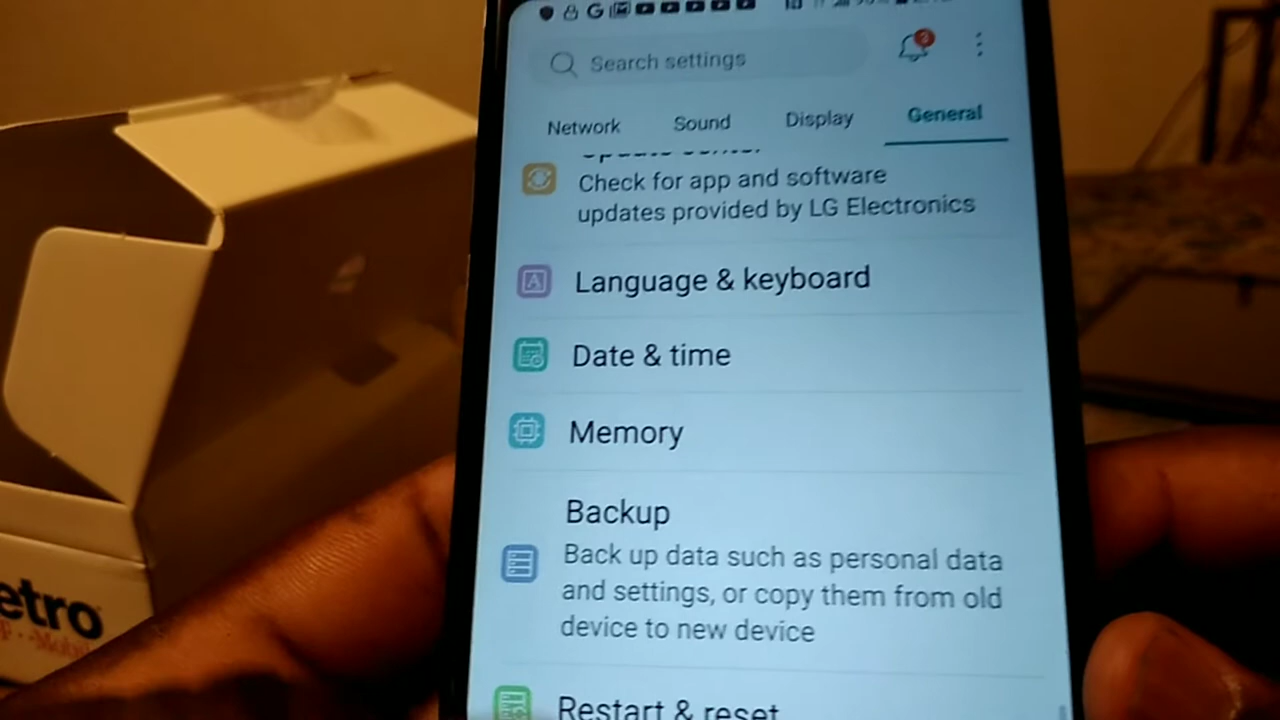 Search settings
2
Network Sound Display General
Check for app and software
updates provided by LG Electronics
Language & keyboard
Date & time
Memory
Backup
Back up data such as personal data
and settings, or copy them from old
device to new device
Restart & reset
etro